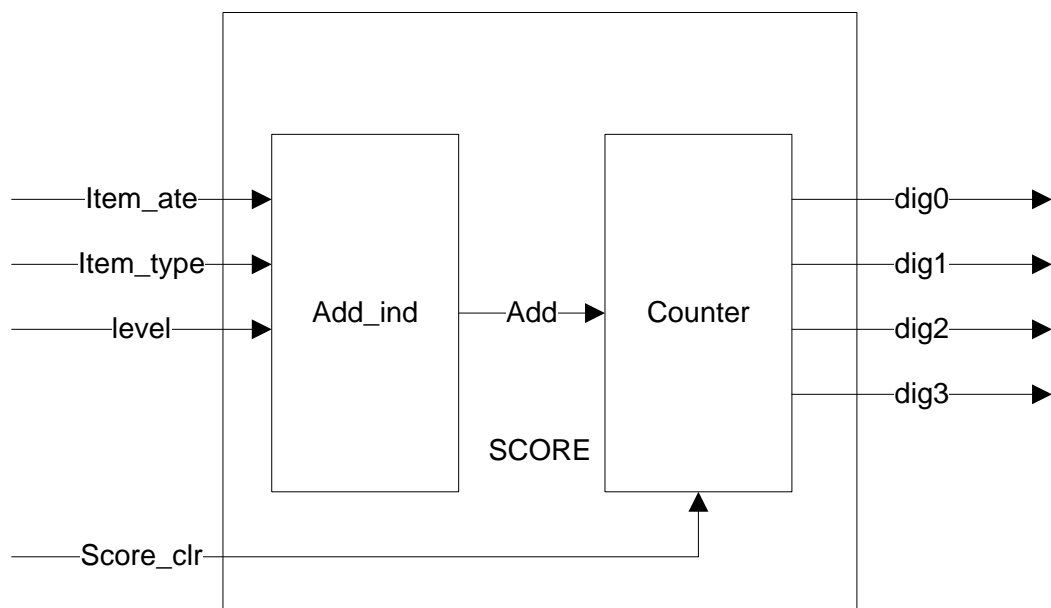 Item_ate
dig0
Item_type
dig1
Add_ind
Add
Counter
level
dig2
dig3
SCORE
Score_clr